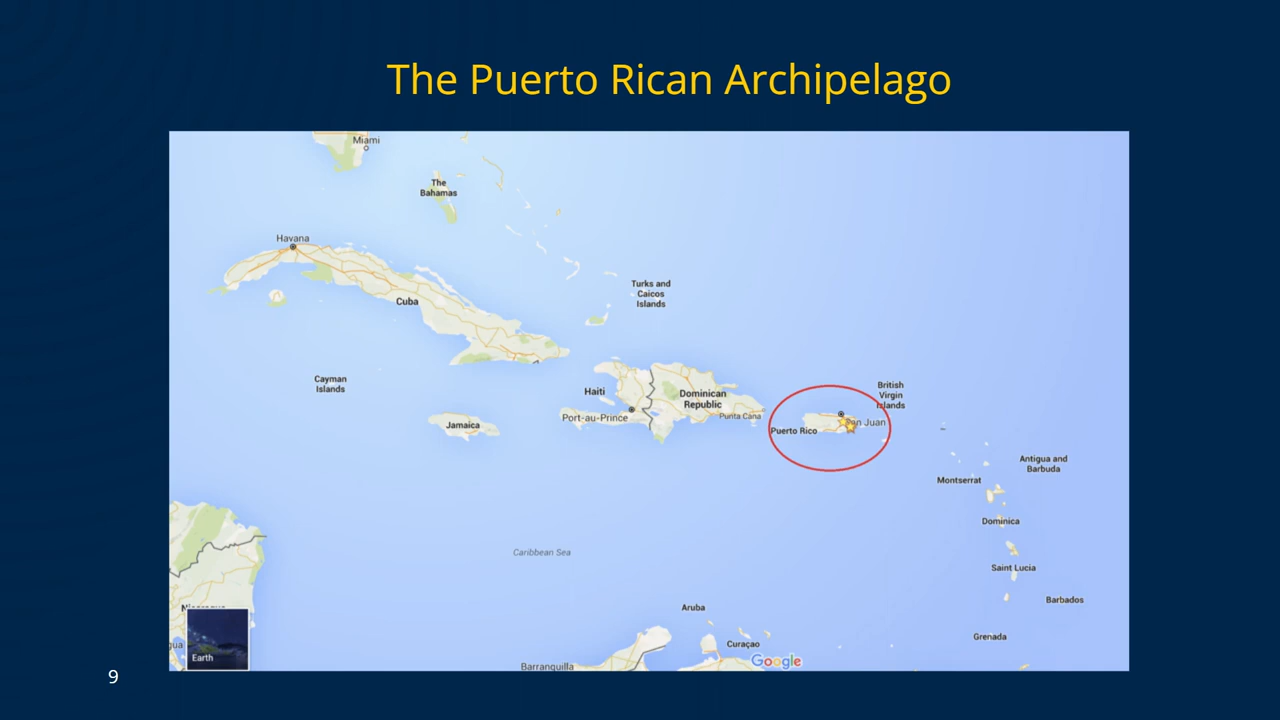 The Puerto Rican Archipelago
Miami
The
Bahamas
Havana
Turks and
Caicos
Islands
Cuba
Cayman
Islands
Haiti
Dominican
Republic
British
Virgin
Islands
Port-au-Prince
Punta Cana
Jamaica
Puerto Rico
San Juan
Antigua and
Barbuda
Montserrat
Dominica
Caribbean Sea
Saint Lucia
Barbados
Aruba
Grenada
Curaçao
Earth
Barranquilla
Google
9